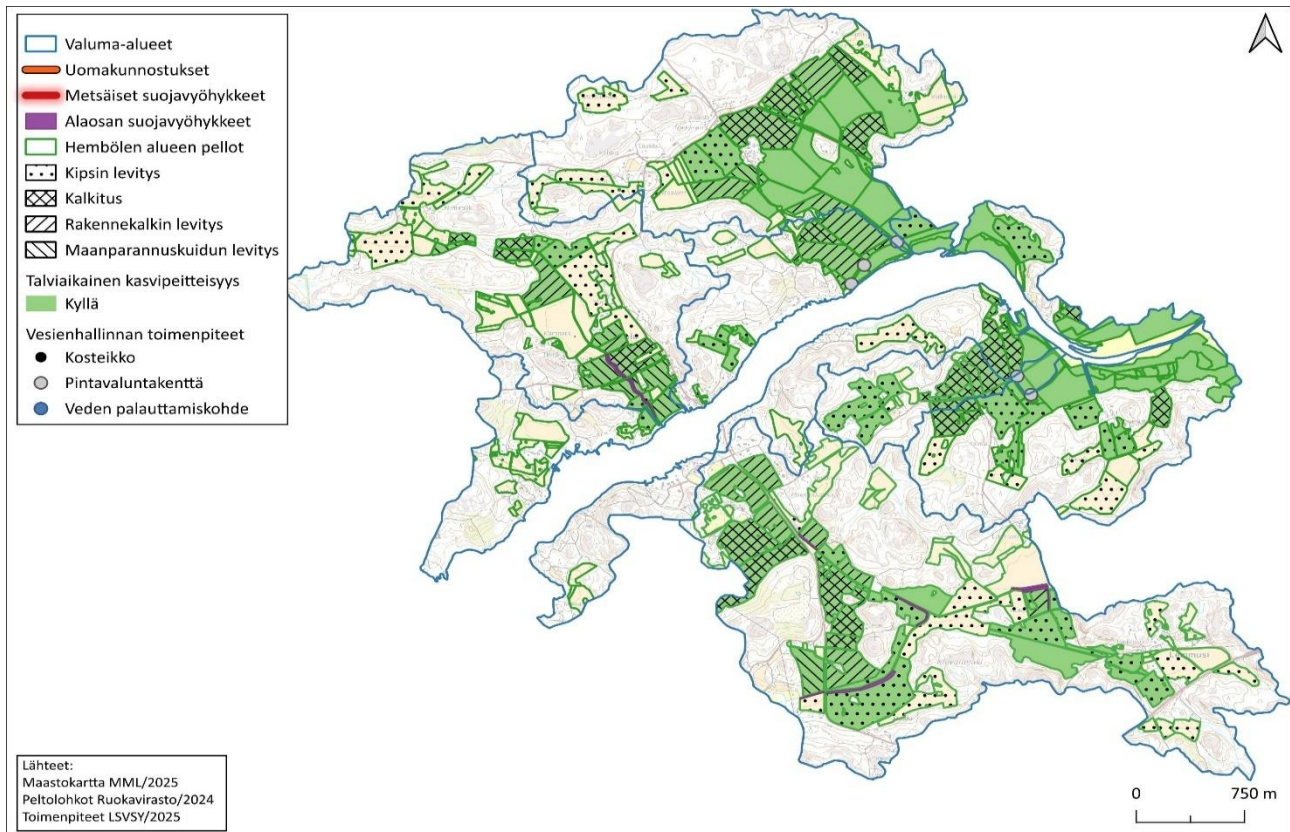 Valuma-alueet
Uomakunnostukset
Metsäiset suojavyöhykkeet
Alaosan suojavyöhykkeet
Hembölen alueen pellot
Kipsin levitys
Kalkitus
Rakennekalkin levitys
Maanparannuskuidun levitys
Talviaikainen kasvipeitteisyys
Kyllä
Vesienhallinnan toimenpiteet
Kosteikko
Pintavaluntakenttä
Veden palauttamiskohde
Lähteet:
Maastokartta MML/2025
Peltolohkot Ruokavirasto/2024
Toimenpiteet LSVSY/2025
0 750 m